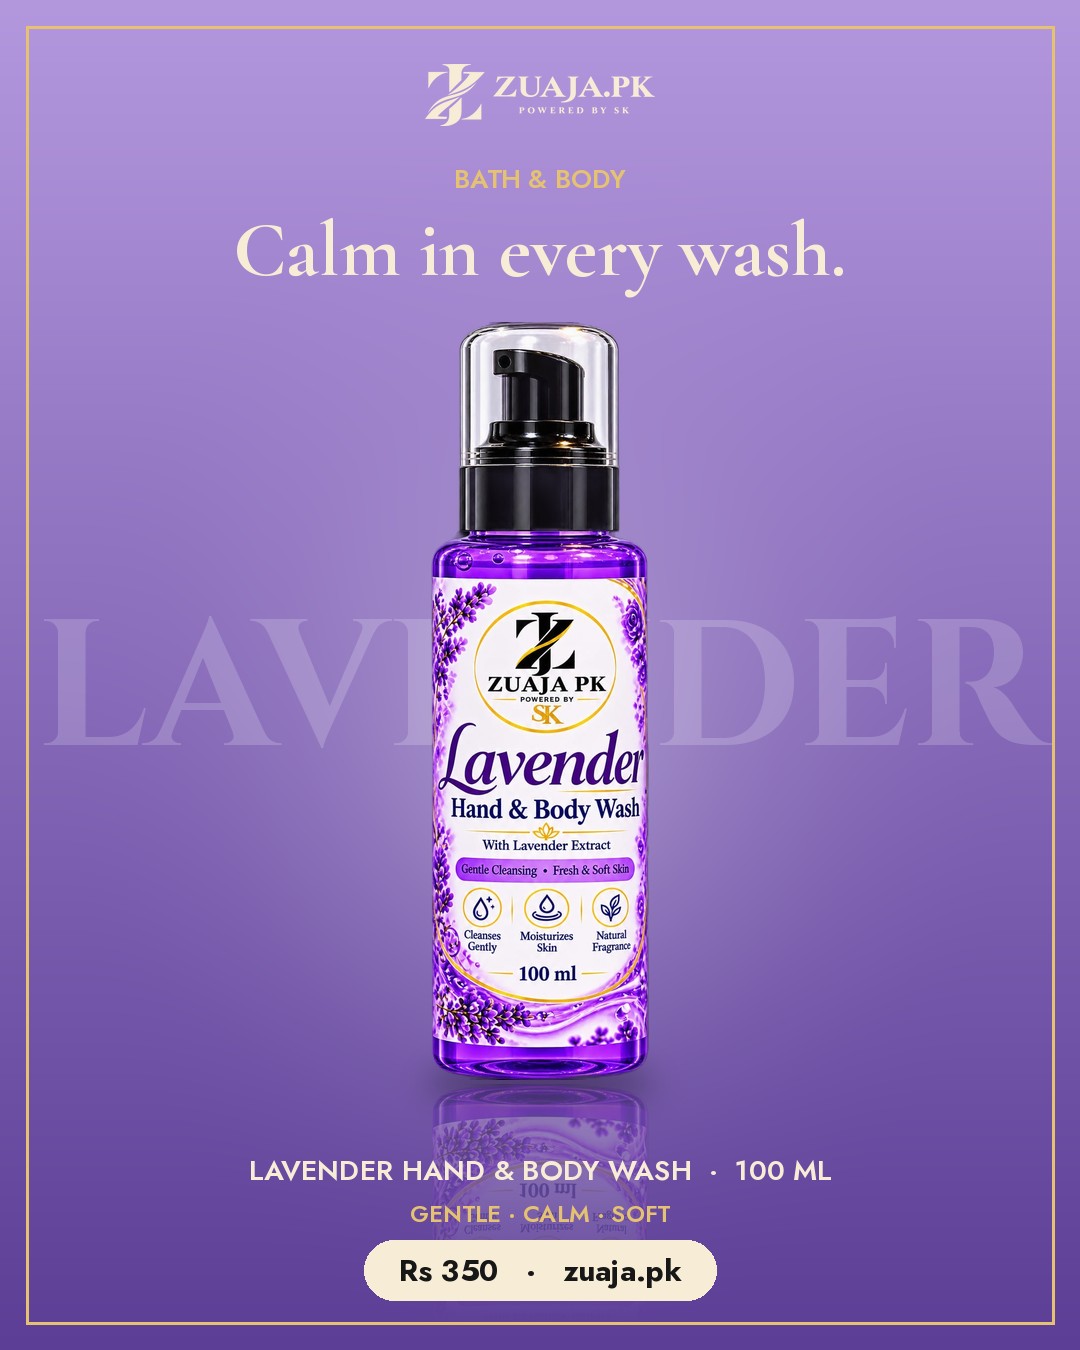 ZUAJA.PK
POWERED BY SK
BATH & BODY
Calm in every wash.
LAVENDER
ZUAJA PK
POWERED BY
SK
Lavender
Hand & Body Wash
With Lavender Extract
Gentle Cleansing • Fresh & Soft Skin
Cleanses Gently
Moisturizes Skin
Natural Fragrance
100 ml
LAVENDER HAND & BODY WASH · 100 ML
GENTLE · CALM · SOFT
Rs 350 · zuaja.pk